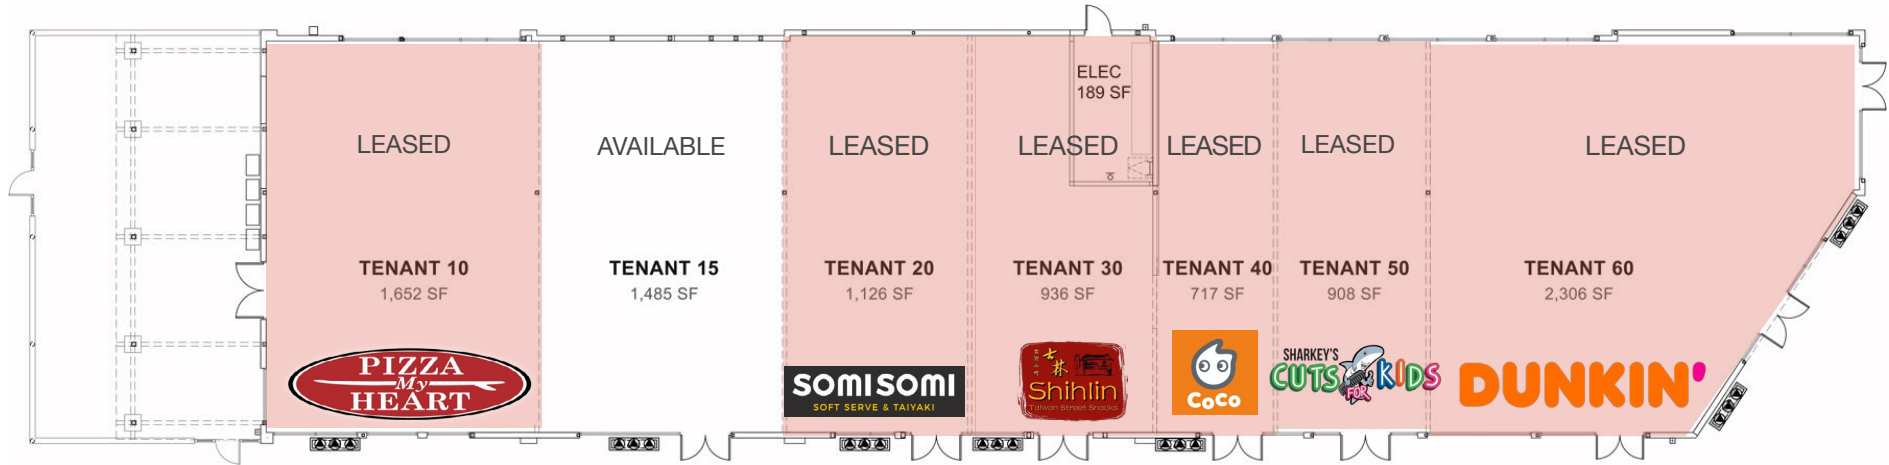 ELEC
189 SF
LEASED
AVAILABLE
LEASED
LEASED
LEASED
LEASED
LEASED
TENANT 10
1,652 SF
TENANT 15
1,485 SF
TENANT 20
1,126 SF
TENANT 30
936 SF
TENANT 40
717 SF
TENANT 50
908 SF
TENANT 60
2,306 SF
PIZZA
My
HEART
SOMISOMI
SOFT SERVE & TAIYAKI
士林
Shihlin
Taiwan Street Snacks
CoCo
SHARKEY'S
CUTS FOR KIDS
DUNKIN'